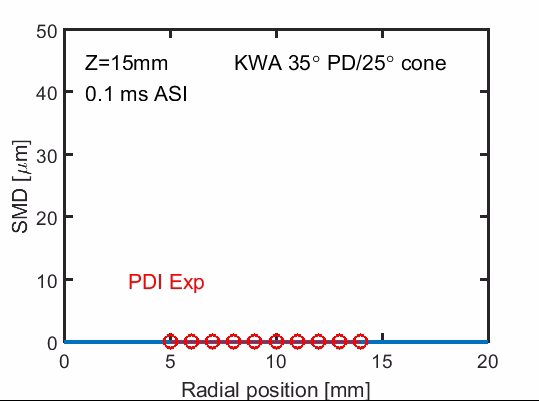 50
Z=15mm KWA 35° PD/25° cone
40
0.1 ms ASI
30
SMD [μm]
20
10
PDI Exp
0
0 5 10 15 20
Radial position [mm]